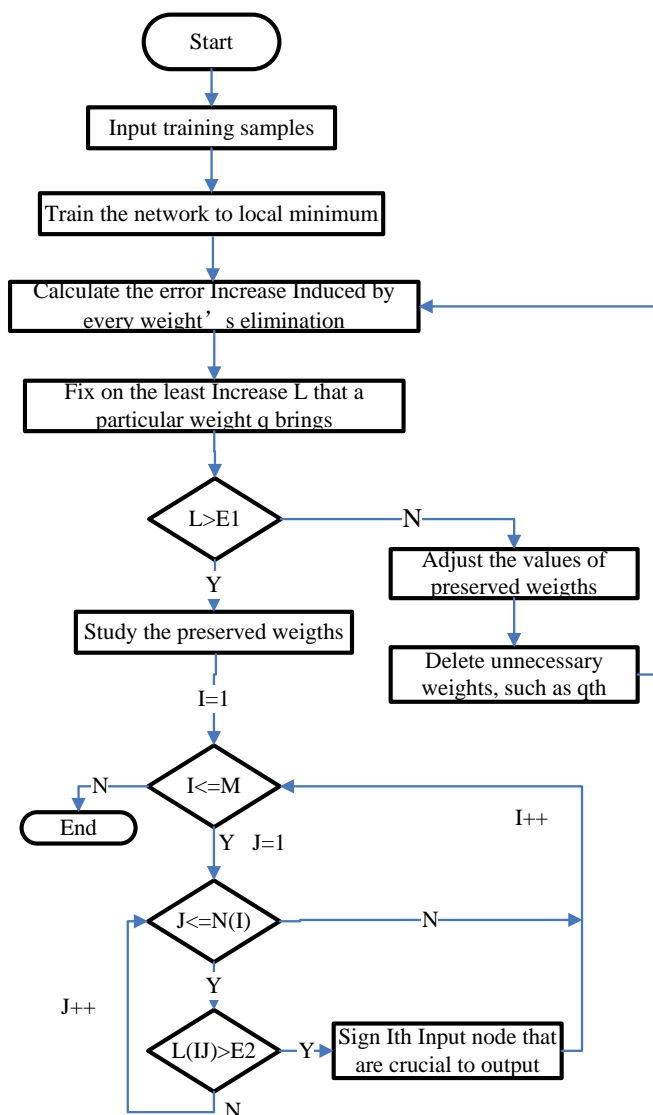 Start
Input training samples
Train the network to local minimum
Calculate the error Increase Induced by
every weight’s elimination
Fix on the least Increase L that a
particular weight q brings
L>E1
N
Y
Adjust the values of
preserved weigths
Study the preserved weigths
Delete unnecessary
weights, such as qth
I=1
I<=M
N
End
I++
Y
J=1
J<=N(I)
N
Y
J++
L(IJ)>E2
Y
Sign Ith Input node that
are crucial to output
N